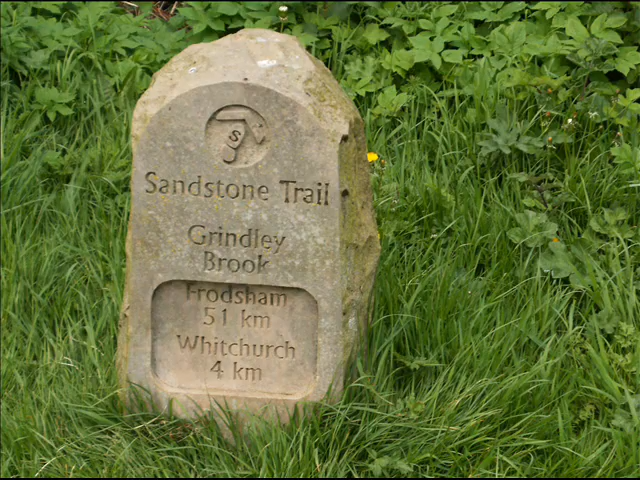 S
Sandstone Trail
Grindley
Brook
Frodsham
51 km
Whitchurch
4 km